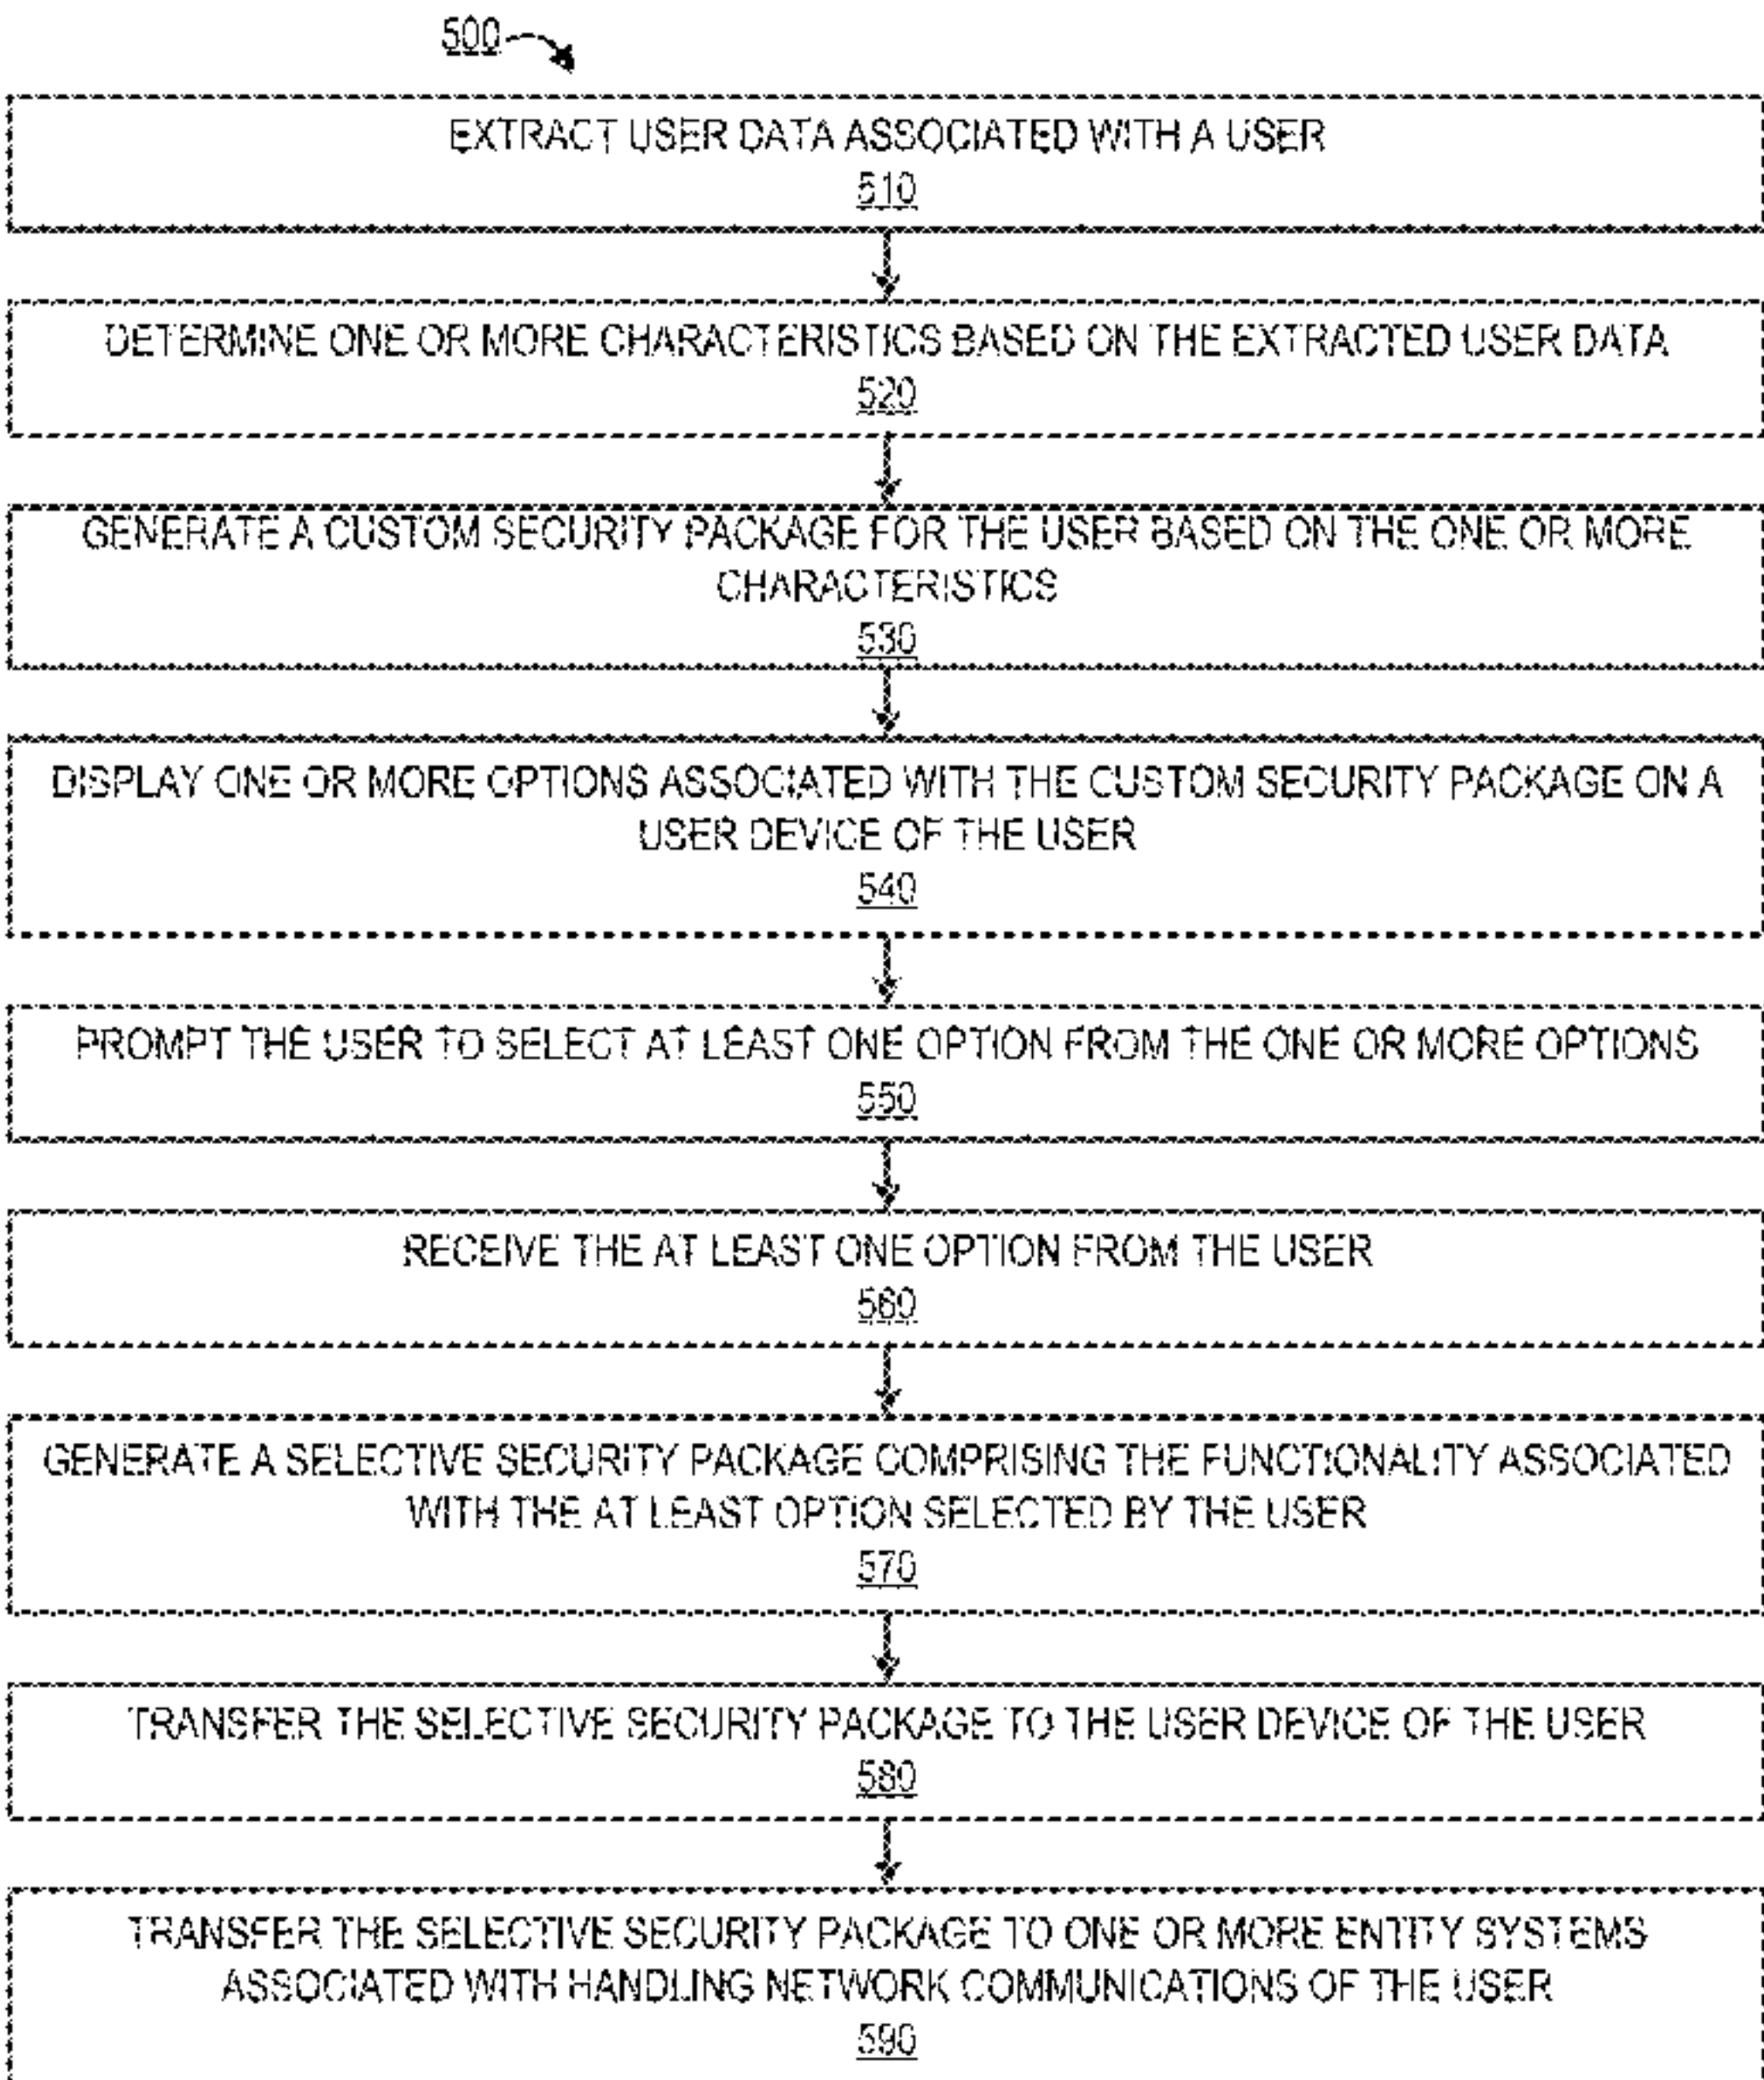 500
EXTRACT USER DATA ASSOCIATED WITH A USER
510
DETERMINE ONE OR MORE CHARACTERISTICS BASED ON THE EXTRACTED USER DATA
520
GENERATE A CUSTOM SECURITY PACKAGE FOR THE USER BASED ON THE ONE OR MORE
CHARACTERISTICS
530
DISPLAY ONE OR MORE OPTIONS ASSOCIATED WITH THE CUSTOM SECURITY PACKAGE ON A
USER DEVICE OF THE USER
540
PROMPT THE USER TO SELECT AT LEAST ONE OPTION FROM THE ONE OR MORE OPTIONS
550
RECEIVE THE AT LEAST ONE OPTION FROM THE USER
560
GENERATE A SELECTIVE SECURITY PACKAGE COMPRISING THE FUNCTIONALITY ASSOCIATED
WITH THE AT LEAST OPTION SELECTED BY THE USER
570
TRANSFER THE SELECTIVE SECURITY PACKAGE TO THE USER DEVICE OF THE USER
580
TRANSFER THE SELECTIVE SECURITY PACKAGE TO ONE OR MORE ENTITY SYSTEMS
ASSOCIATED WITH HANDLING NETWORK COMMUNICATIONS OF THE USER
590